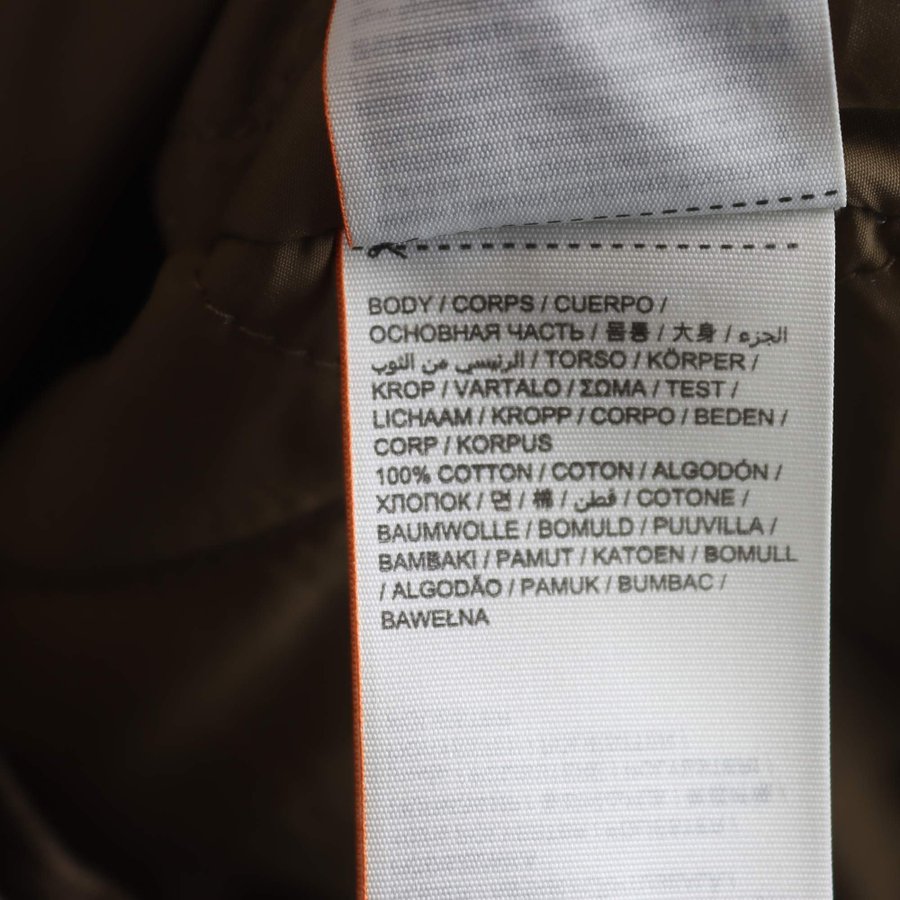 BODY / CORPS / CUERPO /
ОСНОВНАЯ ЧАСТЬ / 몸통 / 大身 / الجزء
الرئيسي من الثوب / TORSO / KÖRPER /
KROP / VARTALO / ΣΩΜΑ / TEST /
LICHAAM / KROPP / CORPO / BEDEN /
CORP / KORPUS
100% COTTON / COTON / ALGODÓN /
ХЛОПОК / 면 / 棉 / قطن / COTONE /
BAUMWOLLE / BOMULD / PUUVILLA /
ΒΑΜΒΑΚΙ / PAMUT / KATOEN / BOMULL
/ ALGODÃO / PAMUK / BUMBAC /
BAWEŁNA